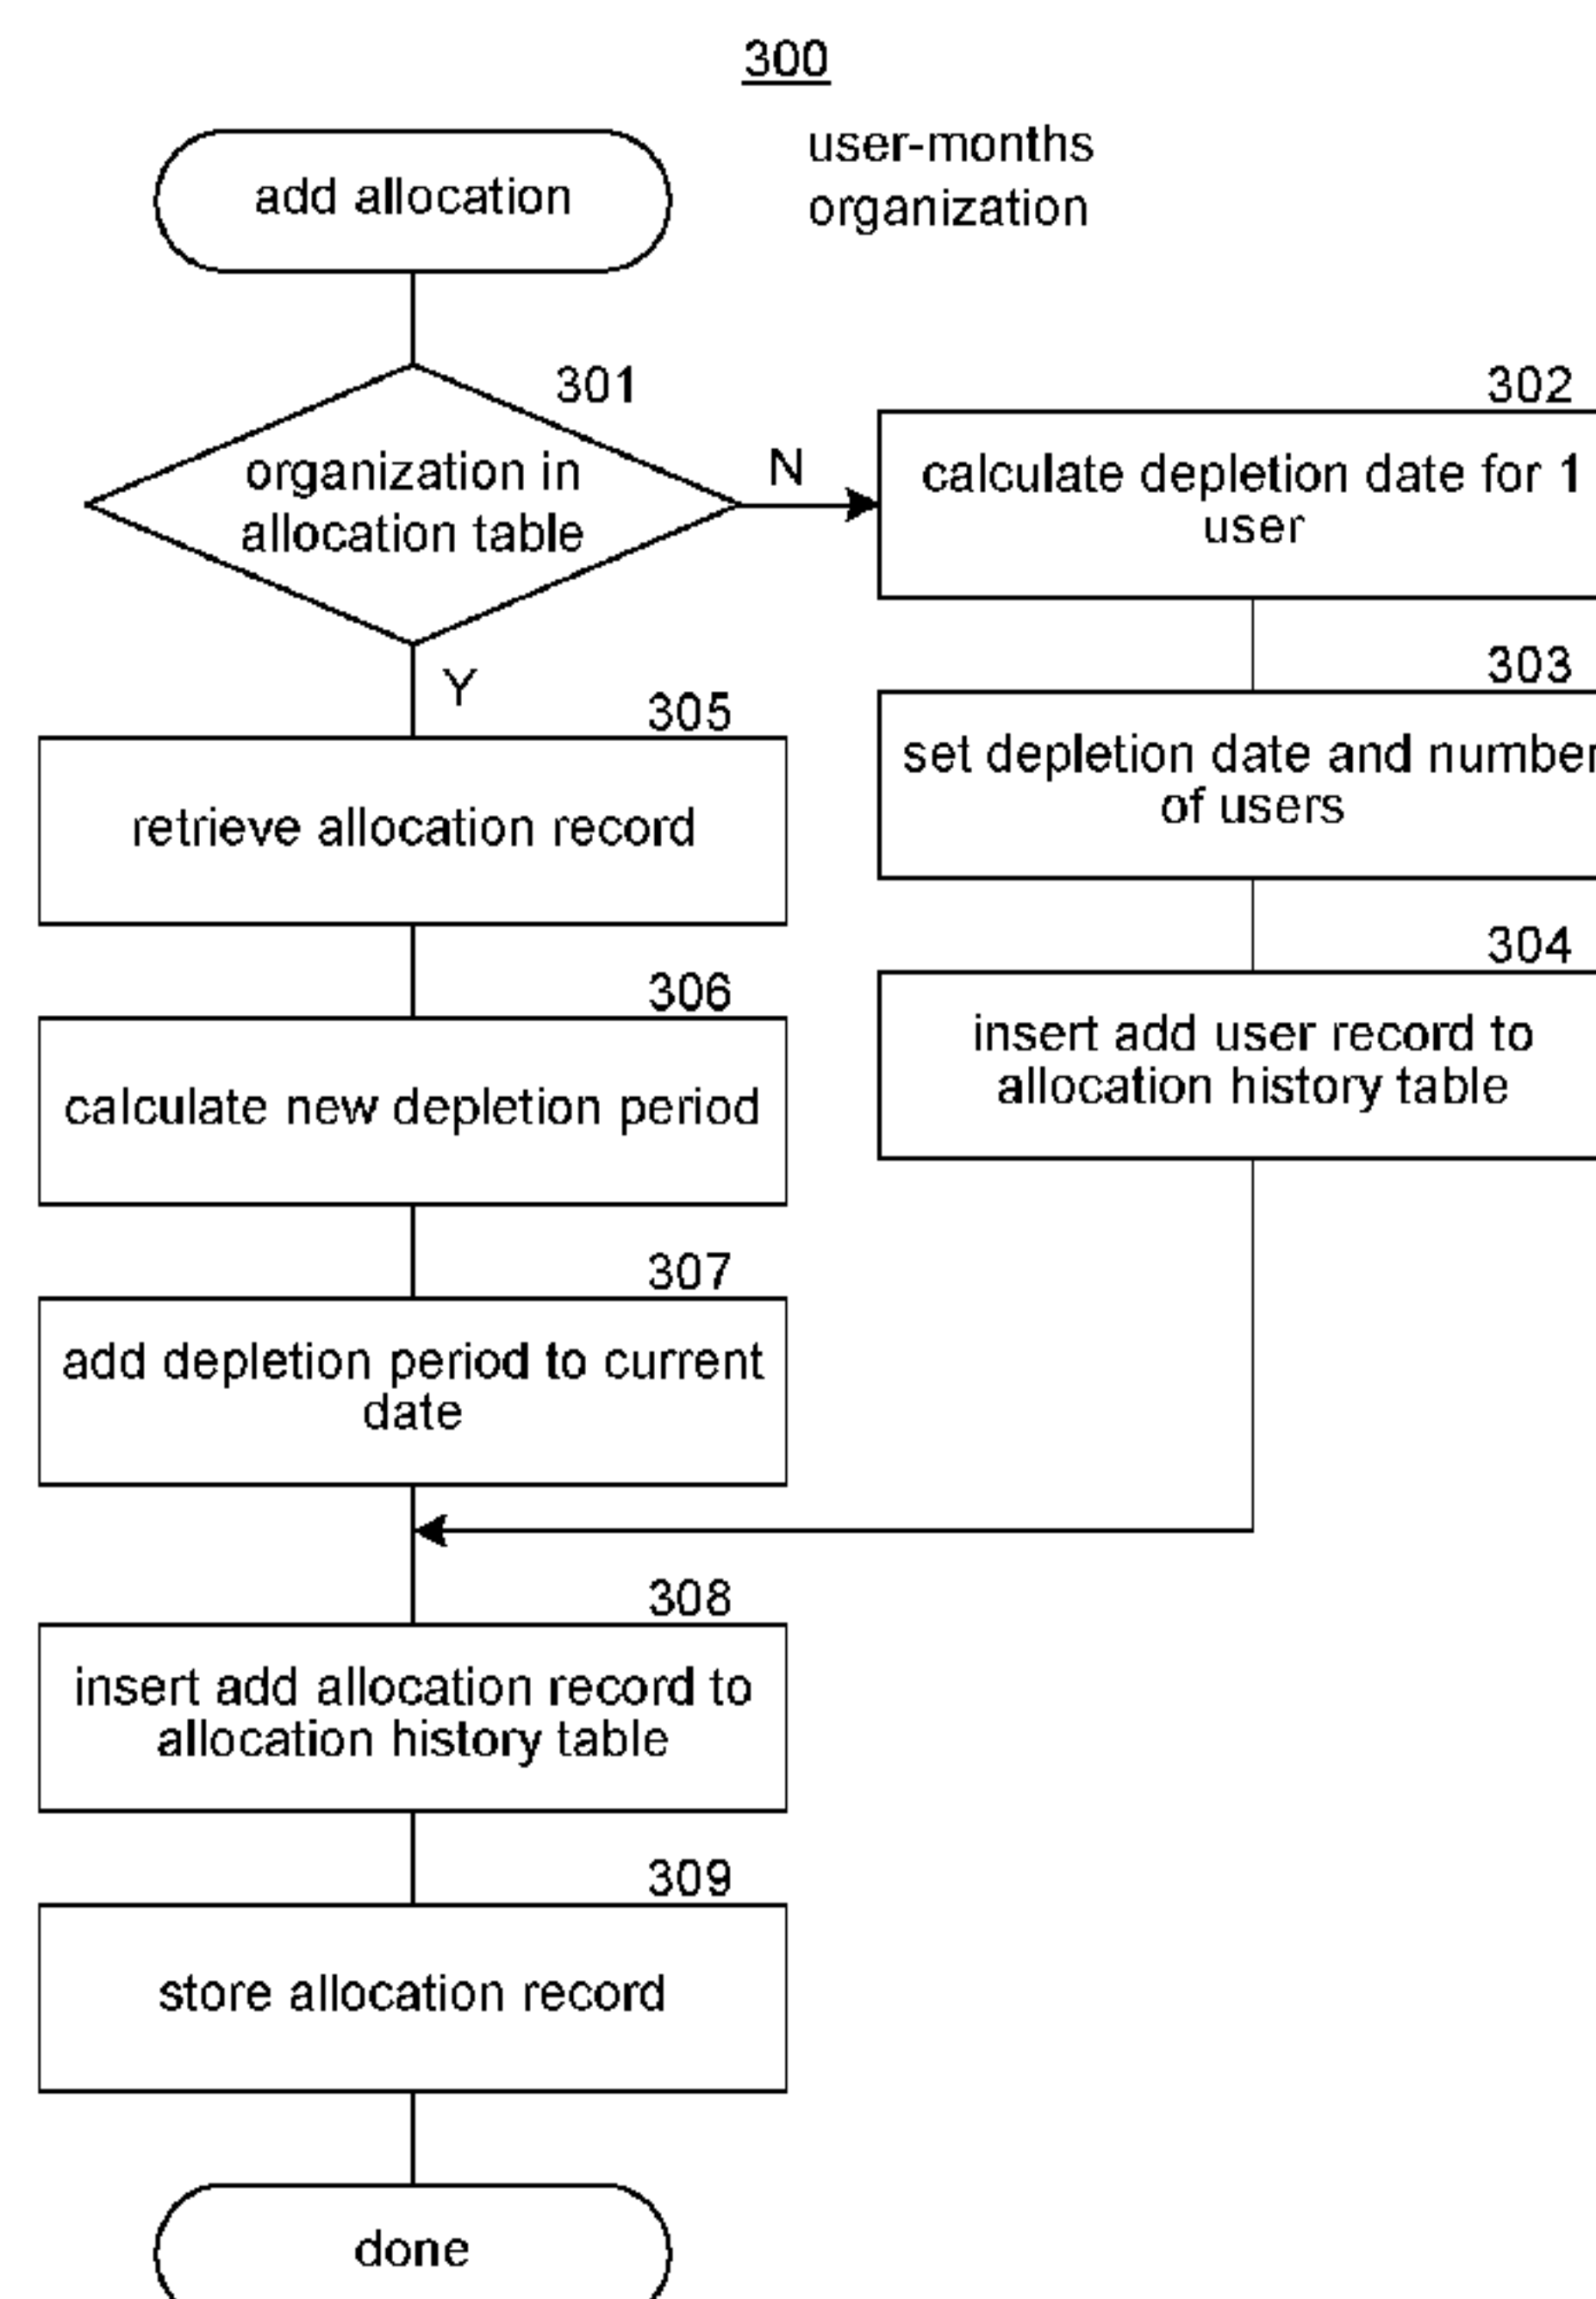 300
user-months
organization
add allocation
301
organization in
allocation table
N
302
calculate depletion date for 1
user
303
set depletion date and number
of users
304
insert add user record to
allocation history table
Y
305
retrieve allocation record
306
calculate new depletion period
307
add depletion period to current
date
308
insert add allocation record to
allocation history table
309
store allocation record
done